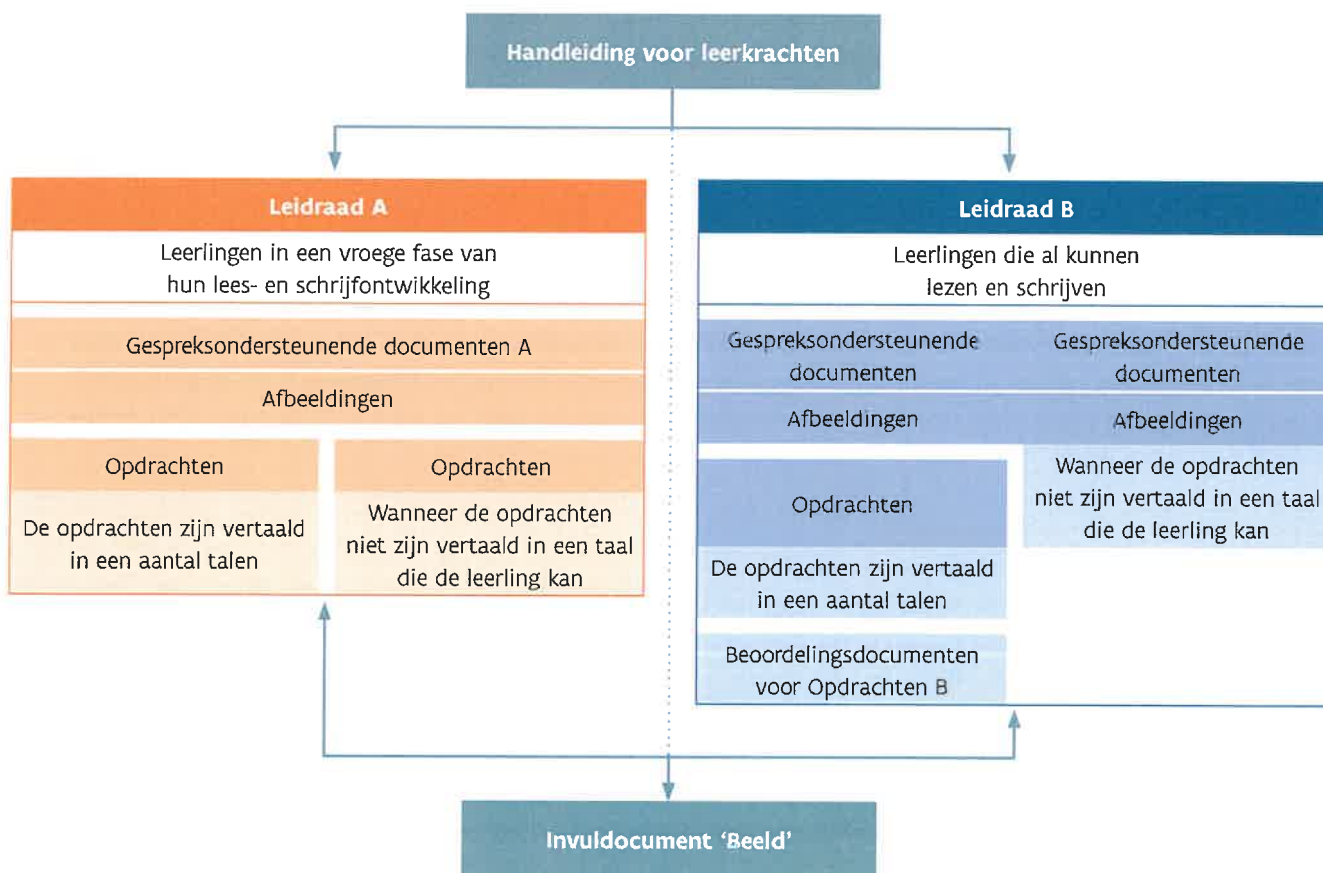 Handleiding voor leerkrachten
Leidraad A
Leerlingen in een vroege fase van
hun lees- en schrijfontwikkeling
Gespreksondersteunende documenten A
Afbeeldingen
Opdrachten
De opdrachten zijn vertaald
in een aantal talen
Opdrachten
Wanneer de opdrachten
niet zijn vertaald in een taal
die de leerling kan
Leidraad B
Leerlingen die al kunnen
lezen en schrijven
Gespreksondersteunende
documenten
Afbeeldingen
Opdrachten
De opdrachten zijn vertaald
in een aantal talen
Beoordelingsdocumenten
voor Opdrachten B
Gespreksondersteunende
documenten
Afbeeldingen
Wanneer de opdrachten
niet zijn vertaald in een taal
die de leerling kan
Invuldocument ‘Beeld’